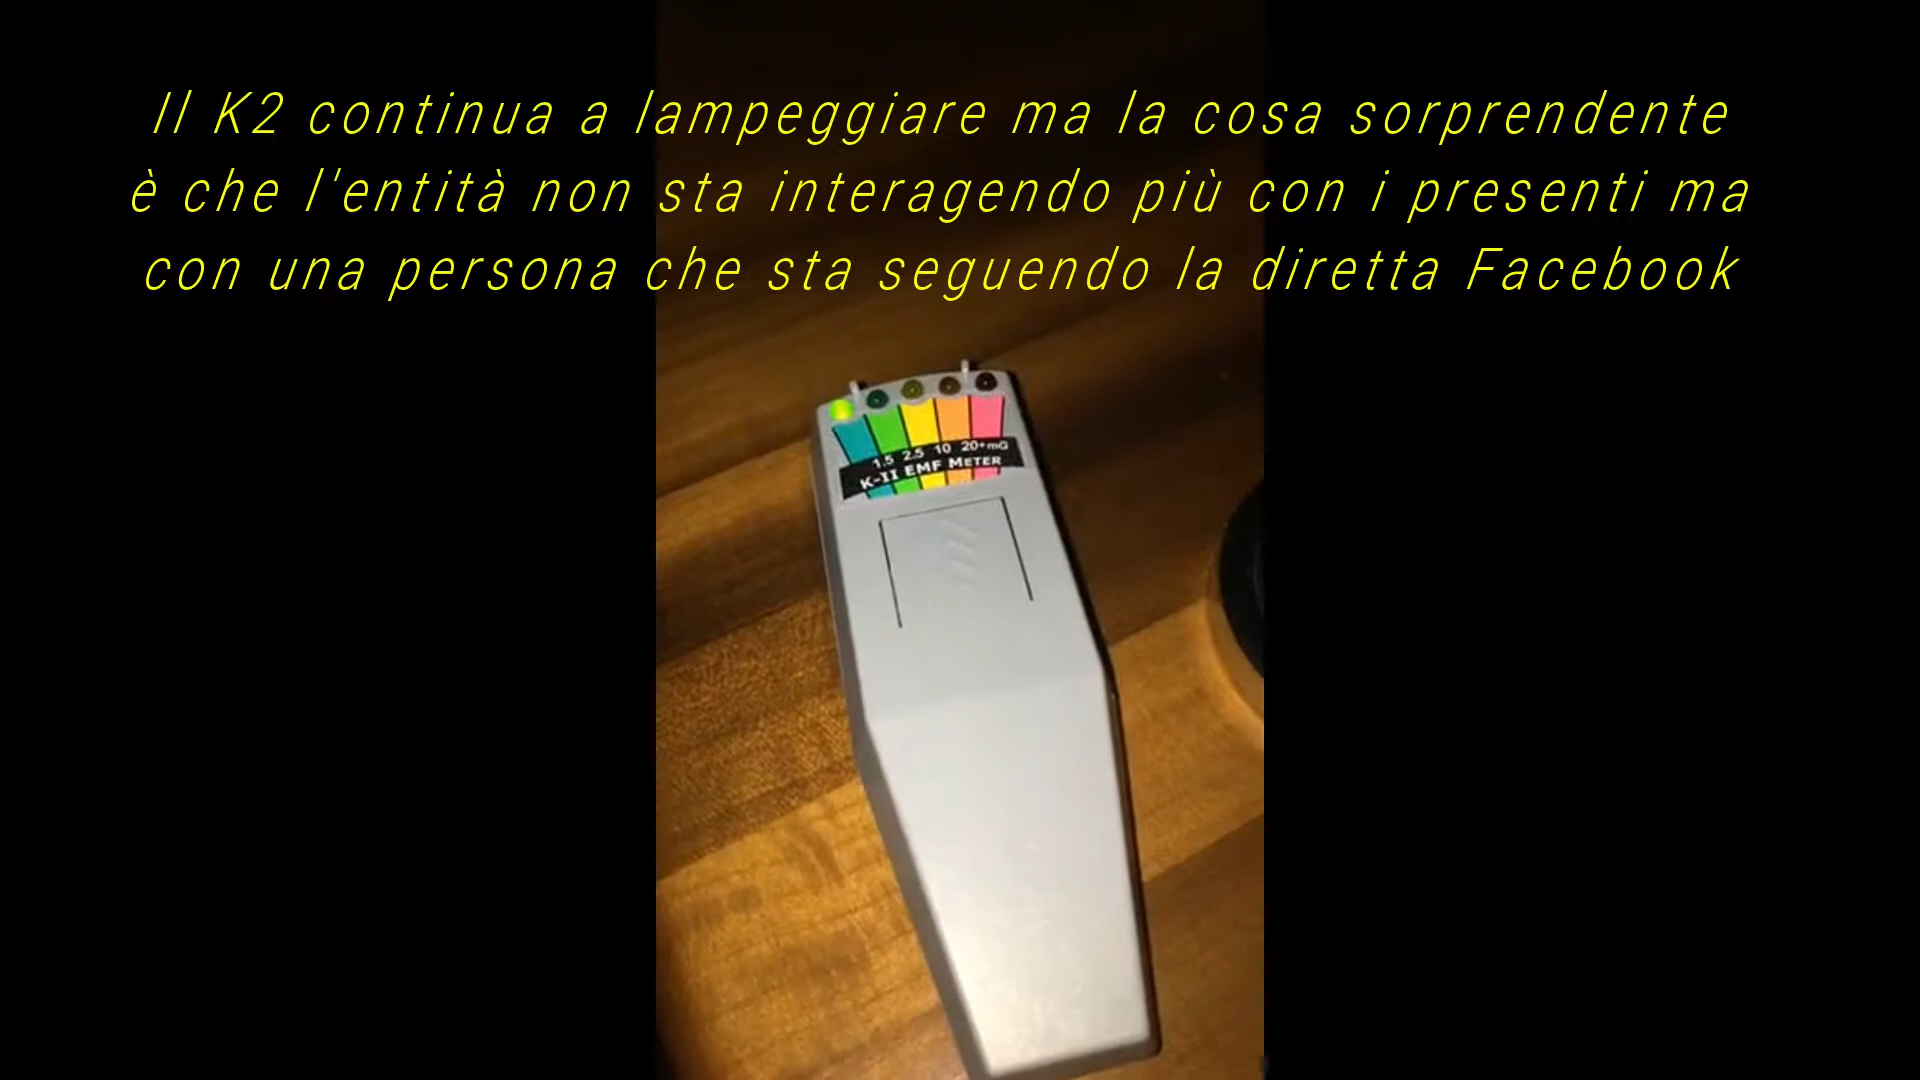 Il K2 continua a lampeggiare ma la cosa sorprendente
è che l'entità non sta interagendo più con i presenti ma
con una persona che sta seguendo la diretta Facebook
1.5 2.5 10 20+mG
K-II EMF METER